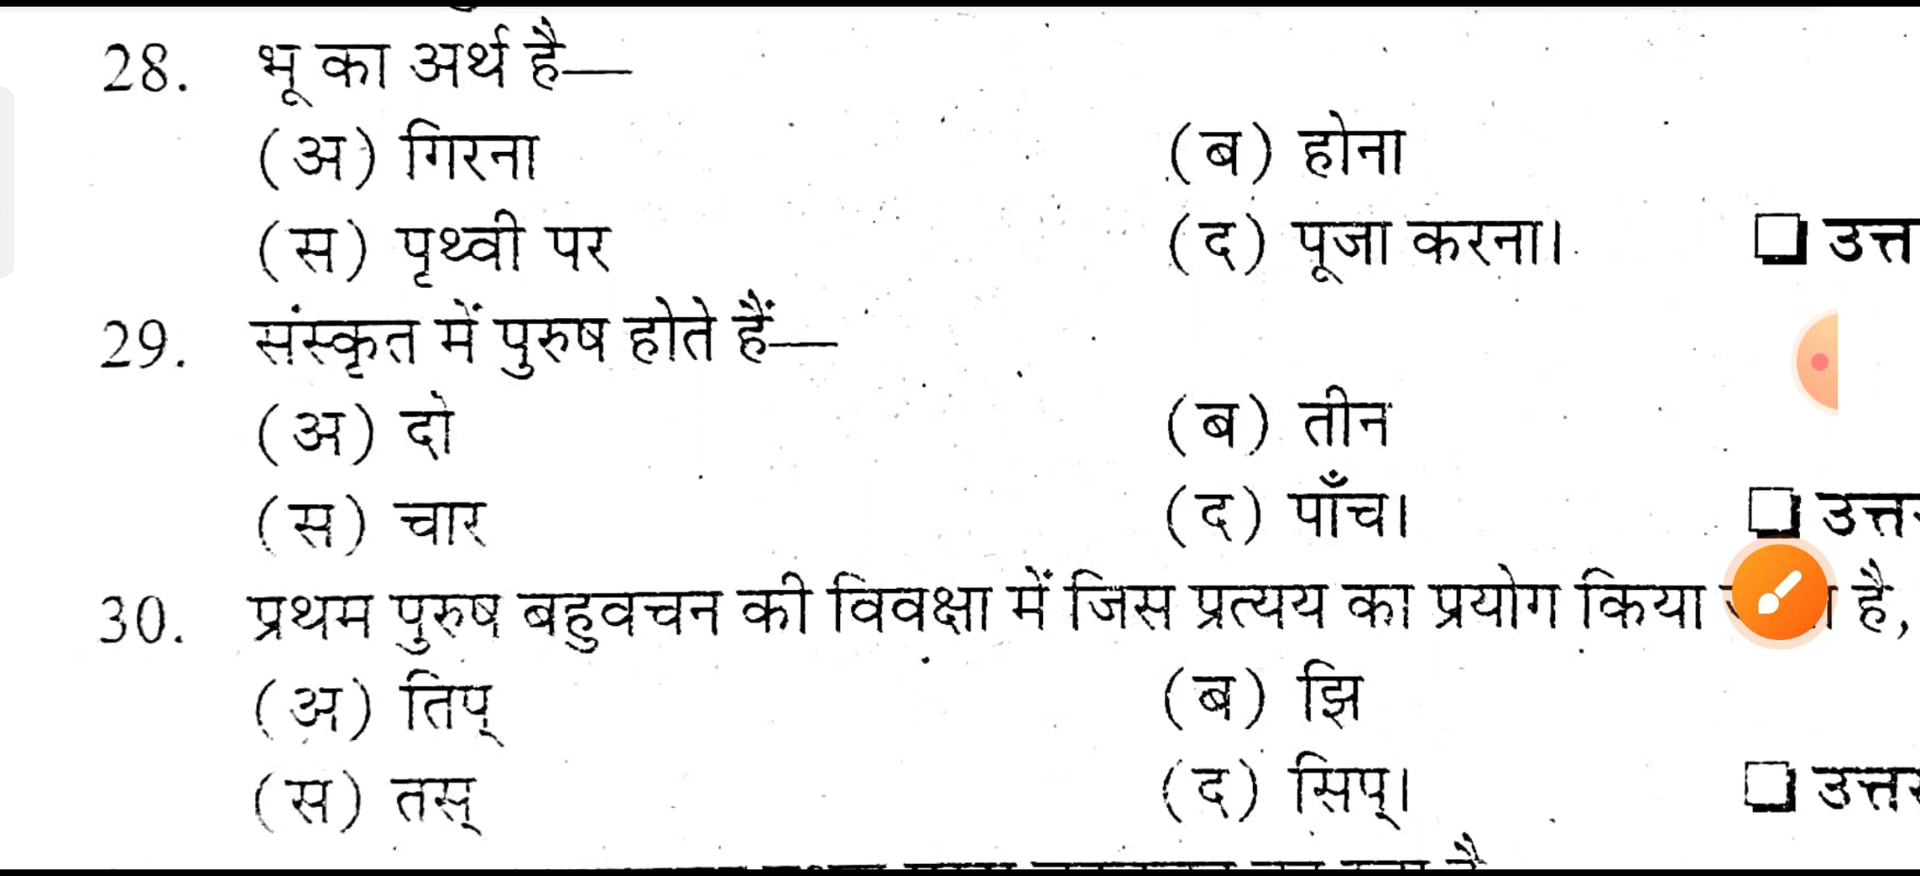 28. भू का अर्थ है—
(अ) गिरना (ब) होना
(स) पृथ्वी पर (द) पूजा करना। ❏ उत्त
29. संस्कृत में पुरुष होते हैं—
(अ) दो (ब) तीन
(स) चार (द) पाँच। ❏ उत्त
30. प्रथम पुरुष बहुवचन की विवक्षा में जिस प्रत्यय का प्रयोग किया है,
(अ) तिप् (ब) झि
(स) तस् (द) सिप्। ❏ उत्त